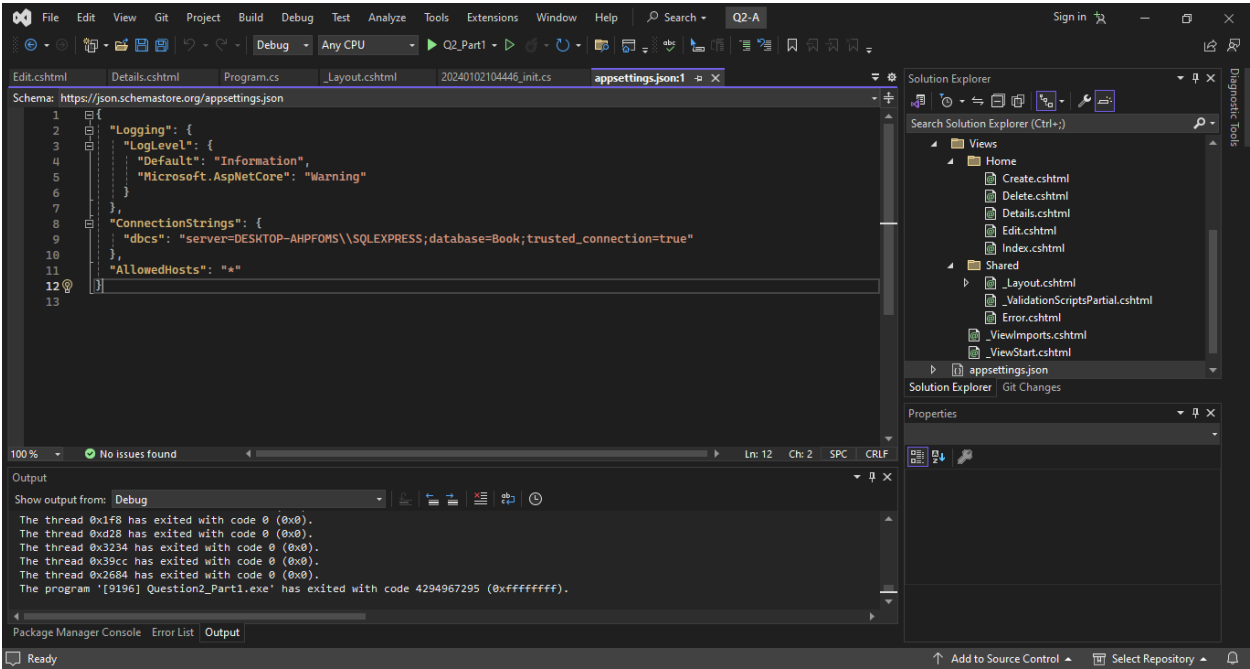 File Edit View Git Project Build Debug Test Analyze Tools Extensions Window Help Search Q2-A Sign in
Debug Any CPU Q2_Part1
Edit.cshtml Details.cshtml Program.cs _Layout.cshtml 20240102104446_init.cs appsettings.json:1
Schema: https://json.schemastore.org/appsettings.json
1 {
2 "Logging": {
3 "LogLevel": {
4 "Default": "Information",
5 "Microsoft.AspNetCore": "Warning"
6 }
7 },
8 "ConnectionStrings": {
9 "dbcs": "server=DESKTOP-AHPFOMS\\SQLEXPRESS;database=Book;trusted_connection=true"
10 },
11 "AllowedHosts": "*"
12 }
13
100 % No issues found Ln: 12 Ch: 2 SPC CRLF
Output
Show output from: Debug
The thread 0x1f8 has exited with code 0 (0x0).
The thread 0xd28 has exited with code 0 (0x0).
The thread 0x3234 has exited with code 0 (0x0).
The thread 0x39cc has exited with code 0 (0x0).
The thread 0x2684 has exited with code 0 (0x0).
The program '[9196] Question2_Part1.exe' has exited with code 4294967295 (0xffffffff).
Package Manager Console Error List Output
Solution Explorer
Search Solution Explorer (Ctrl+;)
Views
Home
Create.cshtml
Delete.cshtml
Details.cshtml
Edit.cshtml
Index.cshtml
Shared
_Layout.cshtml
_ValidationScriptsPartial.cshtml
Error.cshtml
_ViewImports.cshtml
_ViewStart.cshtml
appsettings.json
Solution Explorer Git Changes
Properties
Diagnostic Tools
Ready Add to Source Control Select Repository